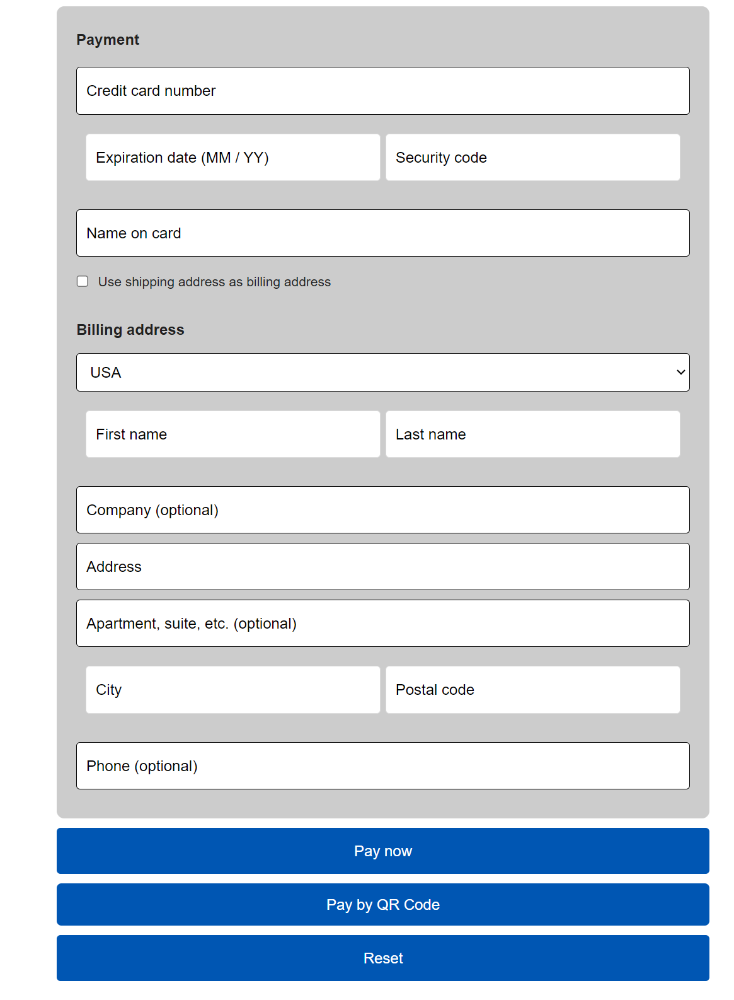 Payment
Credit card number
Expiration date (MM / YY)
Security code
Name on card
Use shipping address as billing address
Billing address
USA
First name
Last name
Company (optional)
Address
Apartment, suite, etc. (optional)
City
Postal code
Phone (optional)
Pay now
Pay by QR Code
Reset